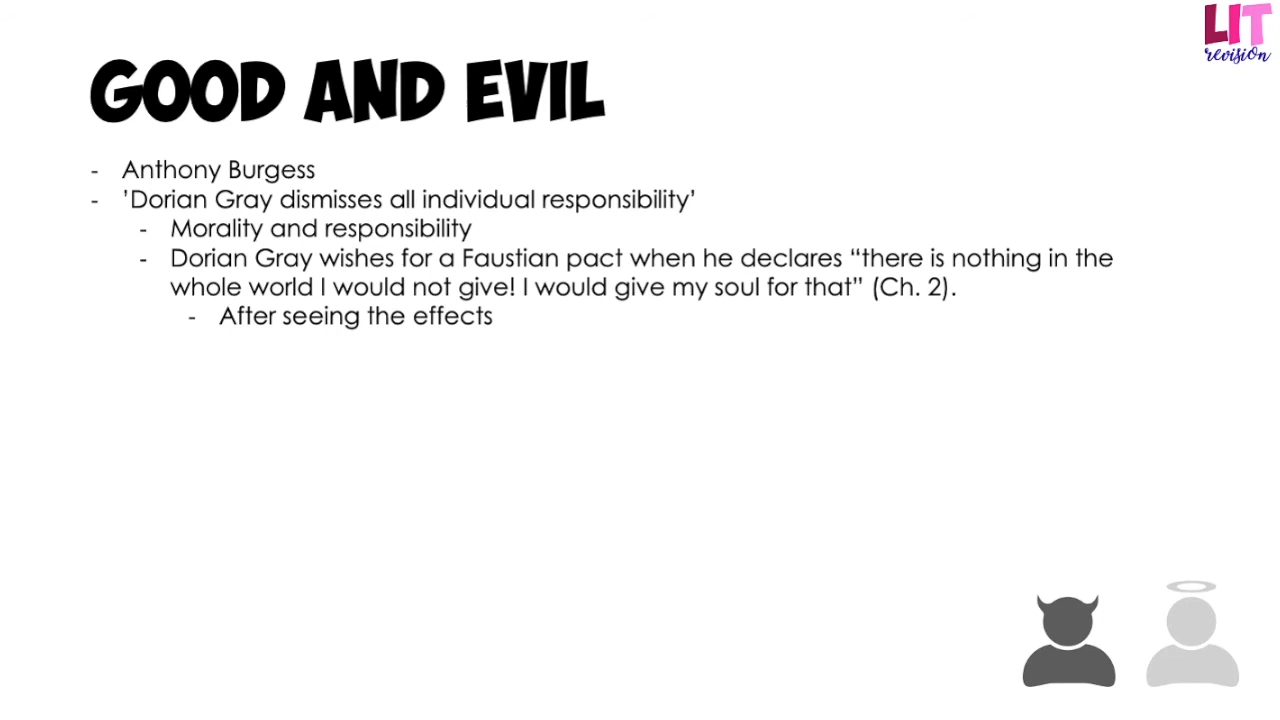 LIT
revision
GOOD AND EVIL
- Anthony Burgess
- 'Dorian Gray dismisses all individual responsibility'
- Morality and responsibility
- Dorian Gray wishes for a Faustian pact when he declares “there is nothing in the
whole world I would not give! I would give my soul for that” (Ch. 2).
- After seeing the effects